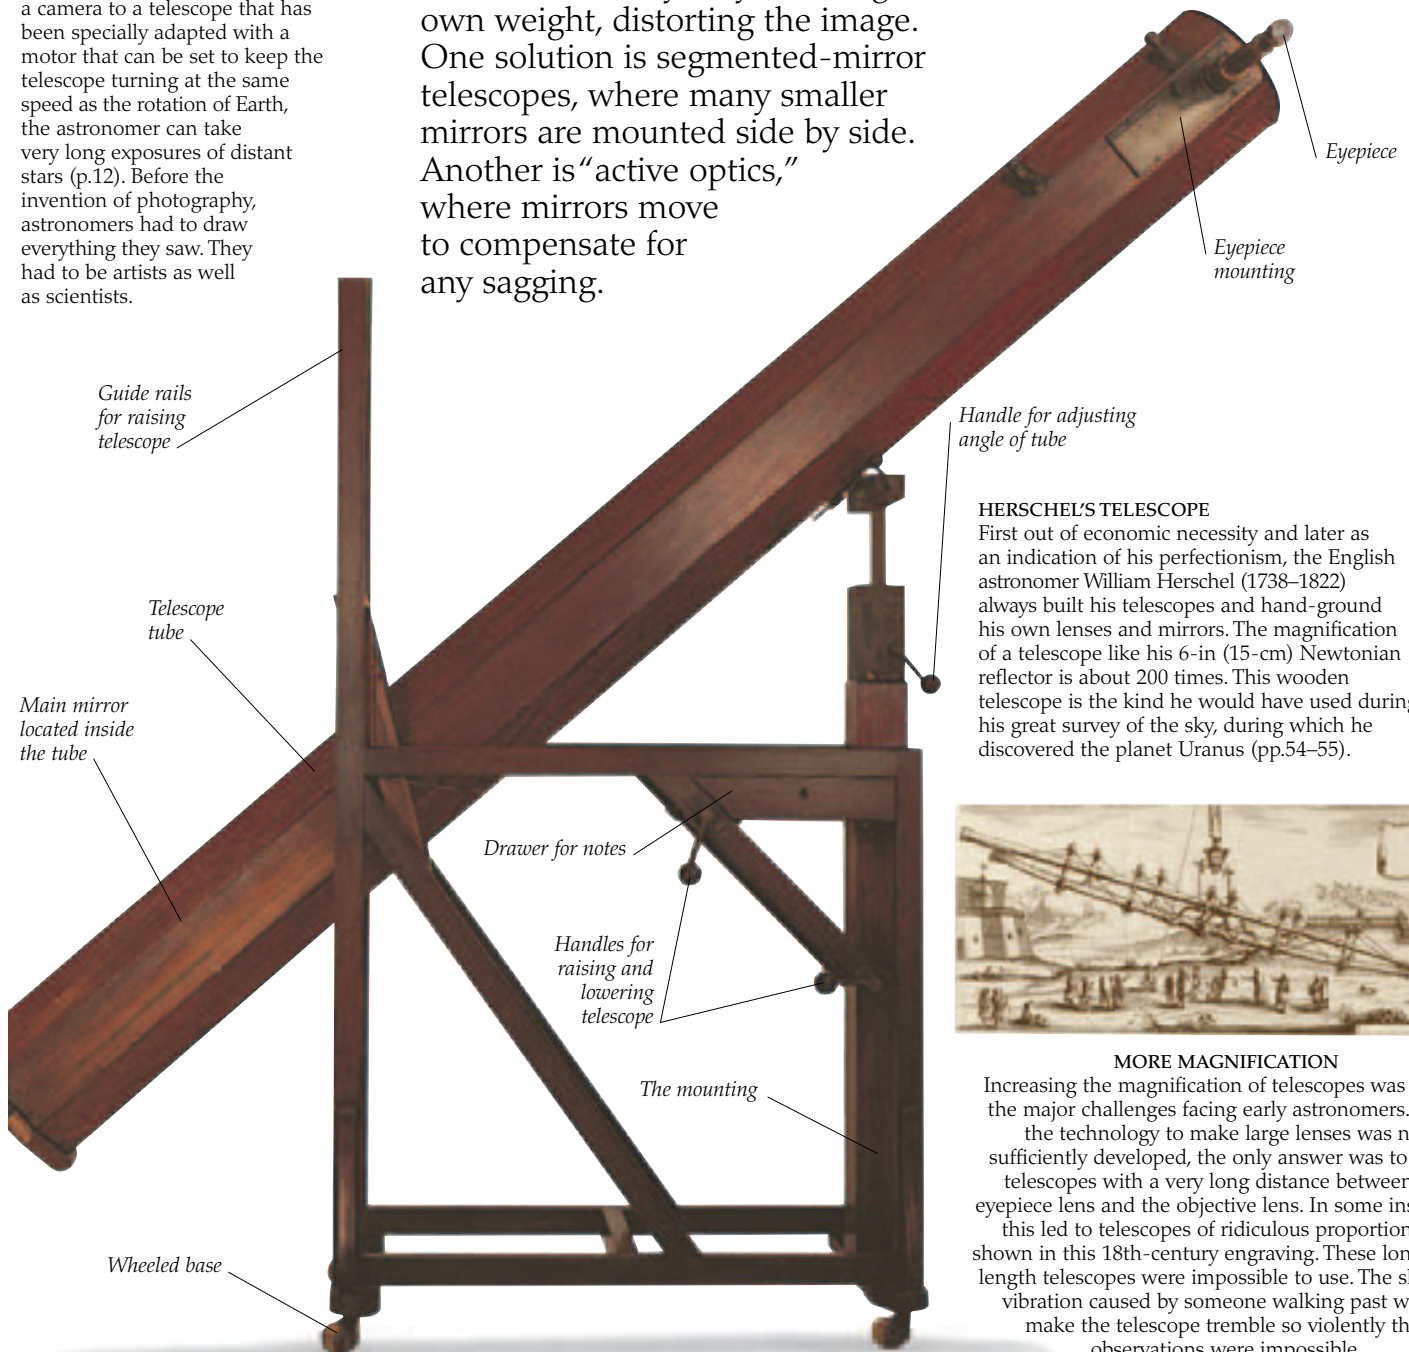 a camera to a telescope that has
been specially adapted with a
motor that can be set to keep the
telescope turning at the same
speed as the rotation of Earth,
the astronomer can take
very long exposures of distant
stars (p.12). Before the
invention of photography,
astronomers had to draw
everything they saw. They
had to be artists as well
as scientists.
own weight, distorting the image.
One solution is segmented-mirror
telescopes, where many smaller
mirrors are mounted side by side.
Another is “active optics,”
where mirrors move
to compensate for
any sagging.
Eyepiece
Eyepiece
mounting
Guide rails
for raising
telescope
Handle for adjusting
angle of tube
HERSCHEL’S TELESCOPE
First out of economic necessity and later as
an indication of his perfectionism, the English
astronomer William Herschel (1738–1822)
always built his telescopes and hand-ground
his own lenses and mirrors. The magnification
of a telescope like his 6-in (15-cm) Newtonian
reflector is about 200 times. This wooden
telescope is the kind he would have used during
his great survey of the sky, during which he
discovered the planet Uranus (pp.54–55).
Telescope
tube
Main mirror
located inside
the tube
Drawer for notes
Handles for
raising and
lowering
telescope
The mounting
Wheeled base
MORE MAGNIFICATION
Increasing the magnification of telescopes was
the major challenges facing early astronomers.
the technology to make large lenses was
sufficiently developed, the only answer was to
telescopes with a very long distance between
eyepiece lens and the objective lens. In some
this led to telescopes of ridiculous
shown in this 18th-century engraving. These
length telescopes were impossible to use. The
vibration caused by someone walking past
make the telescope tremble so violently
observations were impossible